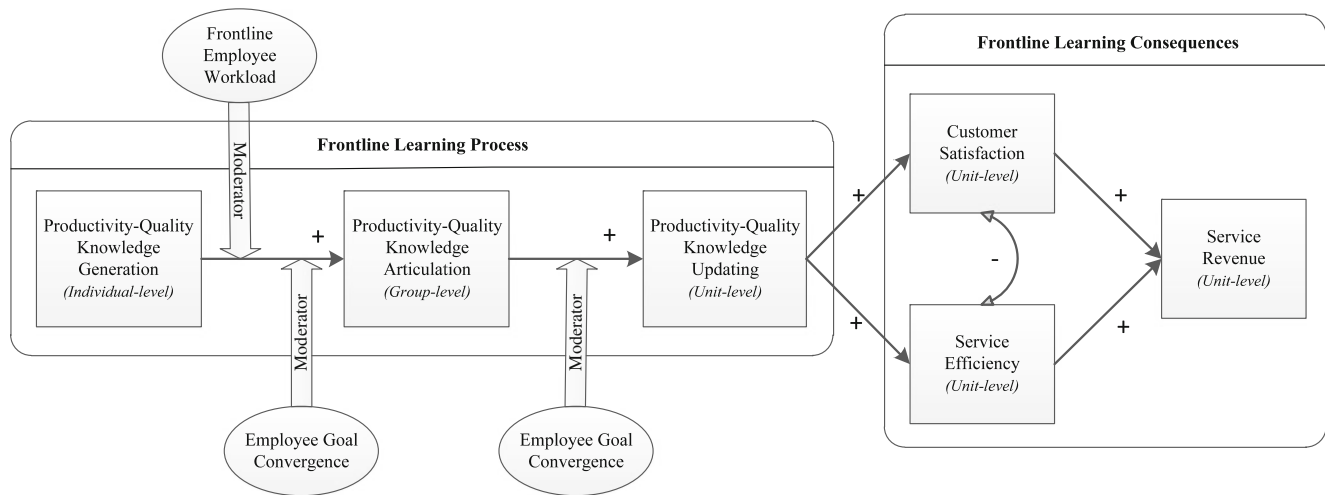 Frontline
Employee
Workload
Moderator
Frontline Learning Process
Productivity-Quality
Knowledge
Generation
(Individual-level)
+
Productivity-Quality
Knowledge
Articulation
(Group-level)
+
Productivity-Quality
Knowledge
Updating
(Unit-level)
Moderator
Employee Goal
Convergence
Moderator
Employee Goal
Convergence
+
+
Frontline Learning Consequences
Customer
Satisfaction
(Unit-level)
-
Service
Efficiency
(Unit-level)
+
+
Service
Revenue
(Unit-level)